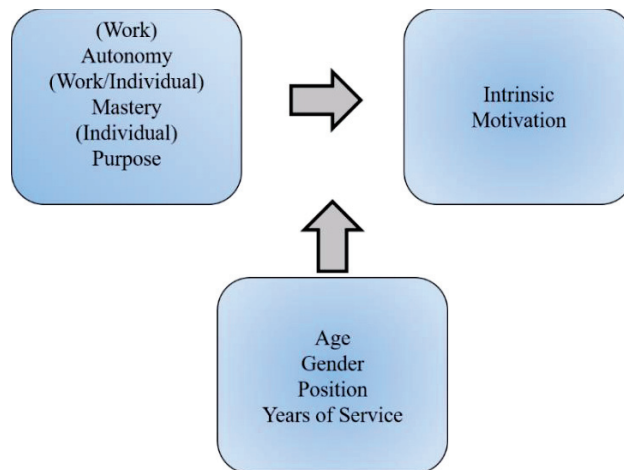 (Work)
Autonomy
(Work/Individual)
Mastery
(Individual)
Purpose
Intrinsic
Motivation
Age
Gender
Position
Years of Service